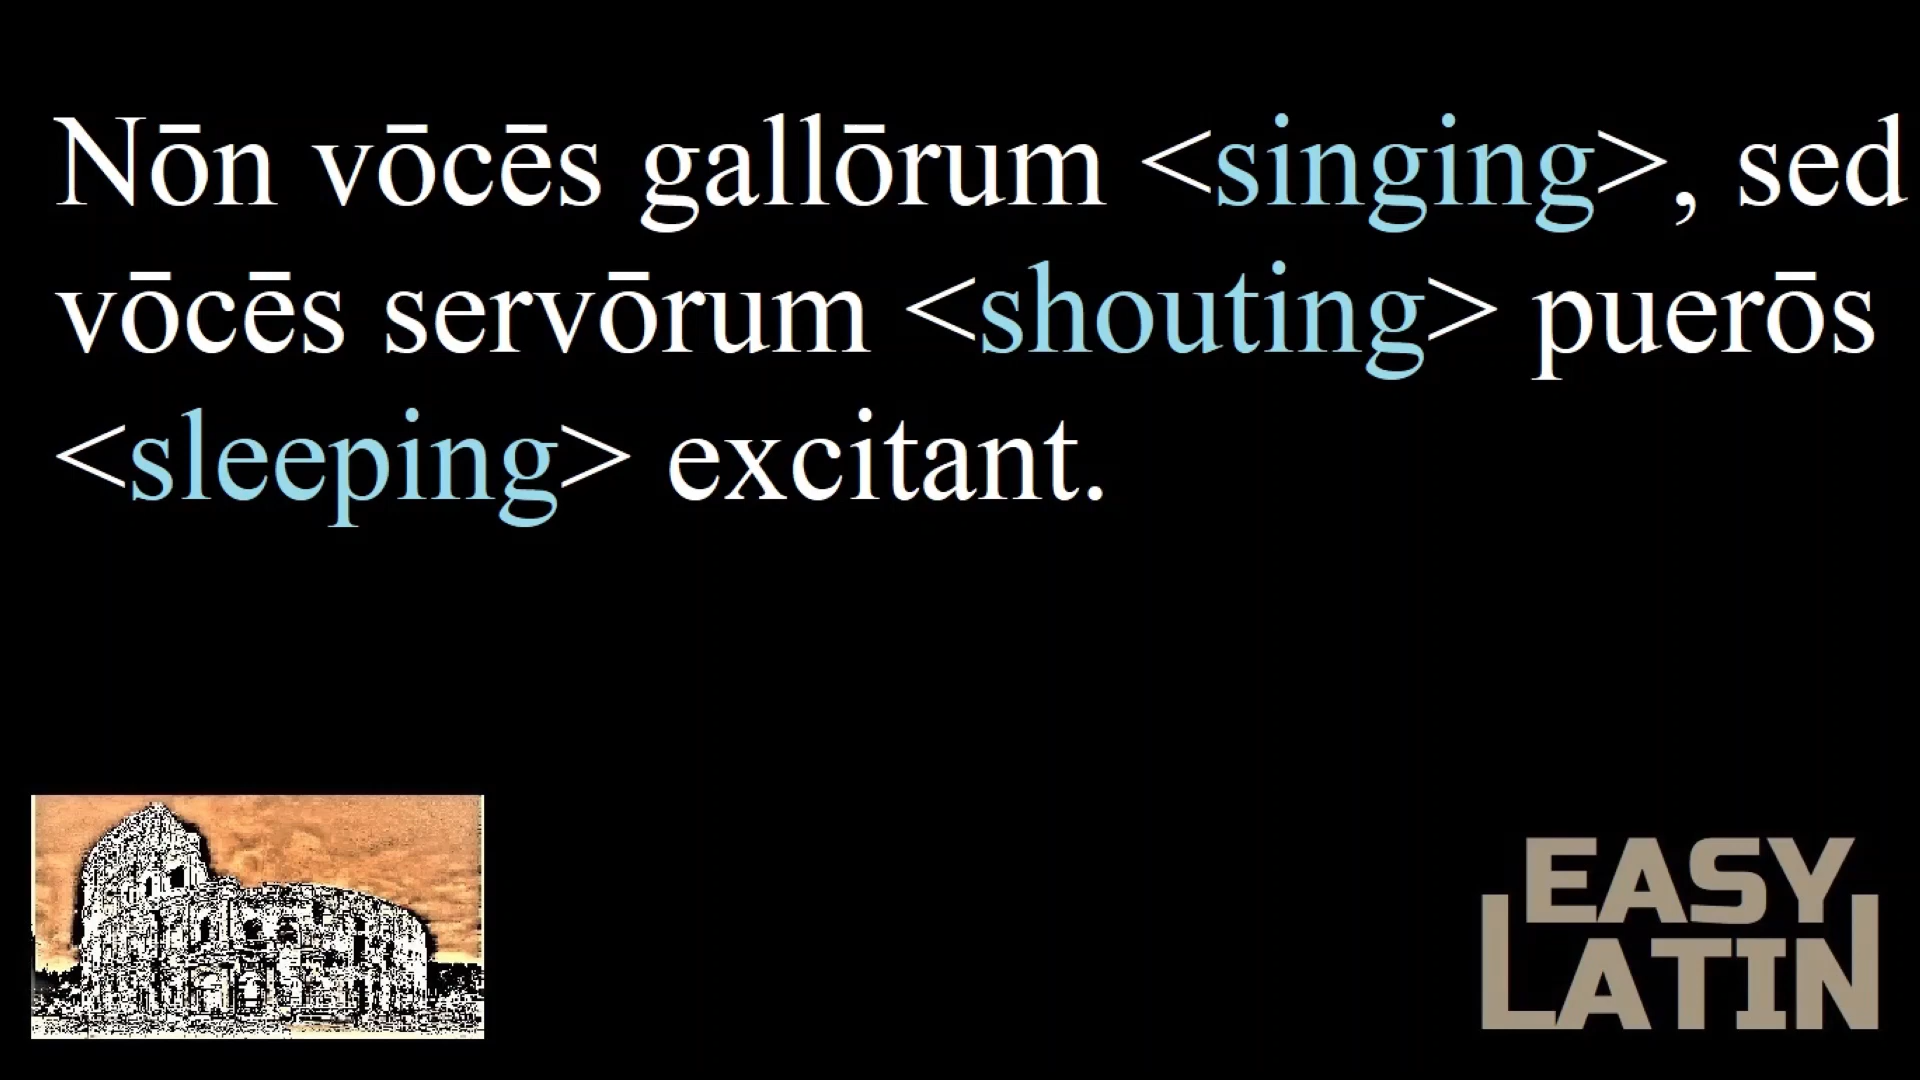 Nōn vōcēs gallōrum <singing>, sed
vōcēs servōrum <shouting> puerōs
<sleeping> excitant.
EASY
LATIN